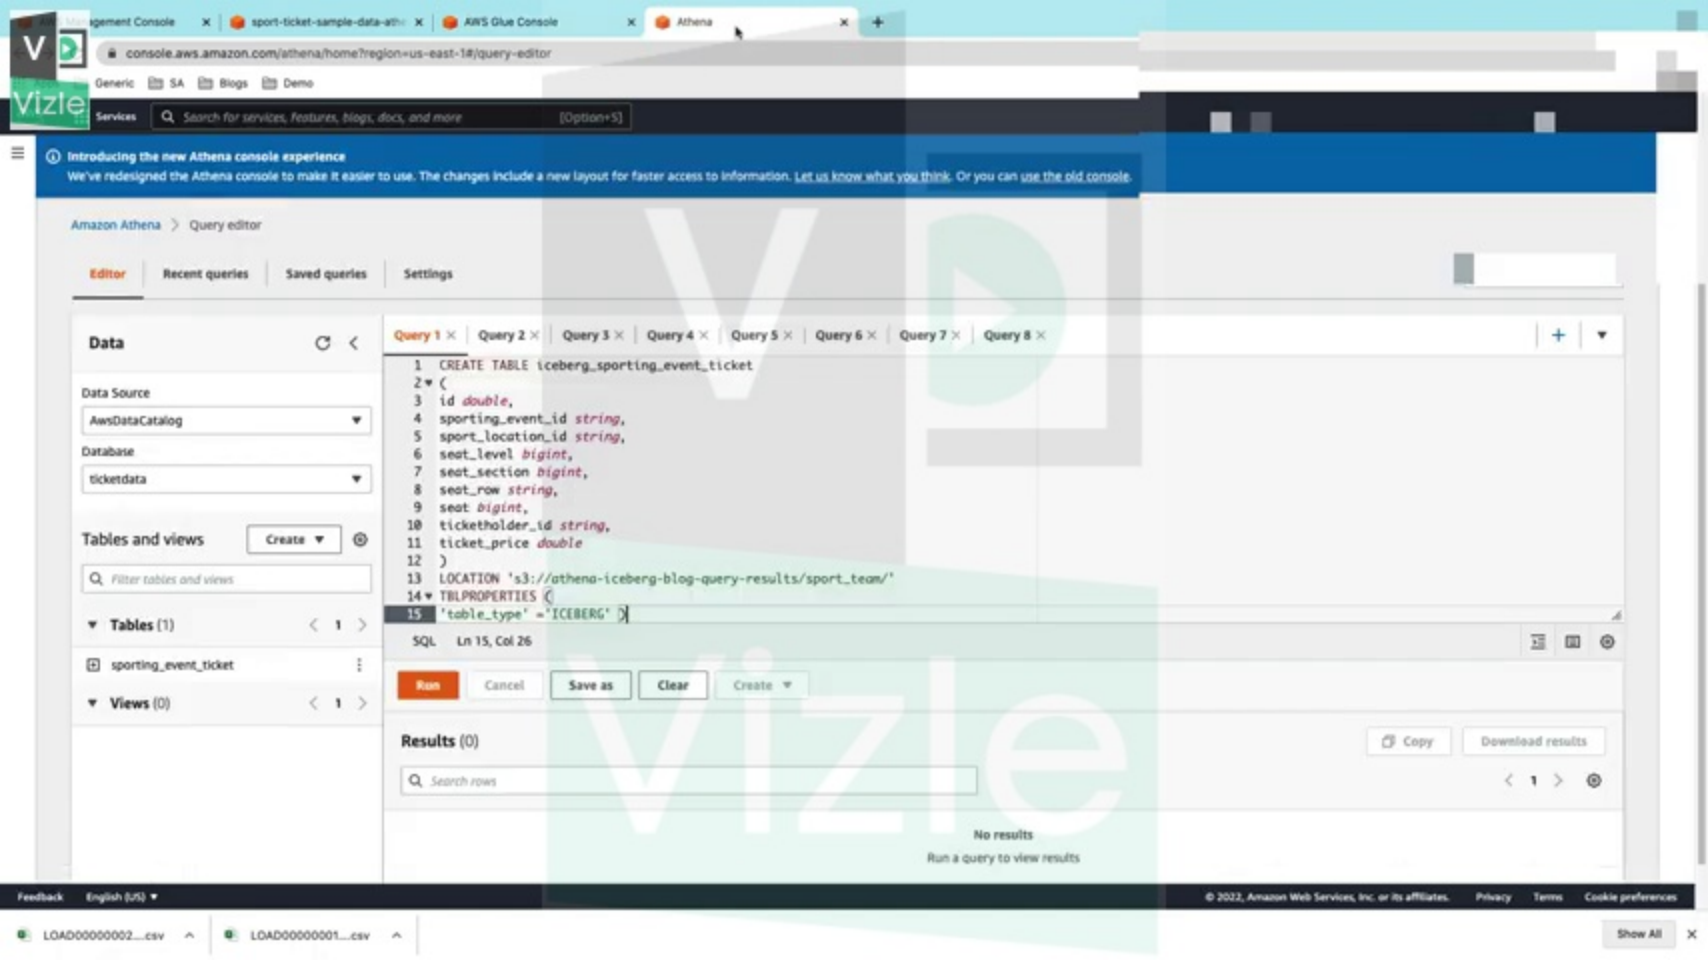 AWS Management Console
sport-ticket-sample-data-athe
AWS Glue Console
Athena
console.aws.amazon.com/athena/home?region=us-east-1#/query-editor
Generic
SA
Blogs
Demo
V
Vizle
Services
Search for services, features, blogs, docs, and more
[Option+S]
Introducing the new Athena console experience
We've redesigned the Athena console to make it easier to use. The changes include a new layout for faster access to information. Let us know what you think. Or you can use the old console.
Amazon Athena > Query editor
Editor
Recent queries
Saved queries
Settings
Data
Data Source
AwsDataCatalog
Database
ticketdata
Tables and views
Create
Filter tables and views
Tables (1)
< 1 >
sporting_event_ticket
Views (0)
< 1 >
Query 1
Query 2
Query 3
Query 4
Query 5
Query 6
Query 7
Query 8
1 CREATE TABLE iceberg_sporting_event_ticket
2 (
3 id double,
4 sporting_event_id string,
5 sport_location_id string,
6 seat_level bigint,
7 seat_section bigint,
8 seat_row string,
9 seat bigint,
10 ticketholder_id string,
11 ticket_price double
12 )
13 LOCATION 's3://athena-iceberg-blog-query-results/sport_team/'
14 TBLPROPERTIES (
15 'table_type' ='ICEBERG' )
SQL
Ln 15, Col 26
Run
Cancel
Save as
Clear
Create
Results (0)
Copy
Download results
Search rows
< 1 >
No results
Run a query to view results
V
Vizle
Feedback
English (US)
© 2022, Amazon Web Services, Inc. or its affiliates.
Privacy
Terms
Cookie preferences
LOAD00000002....csv
LOAD00000001....csv
Show All